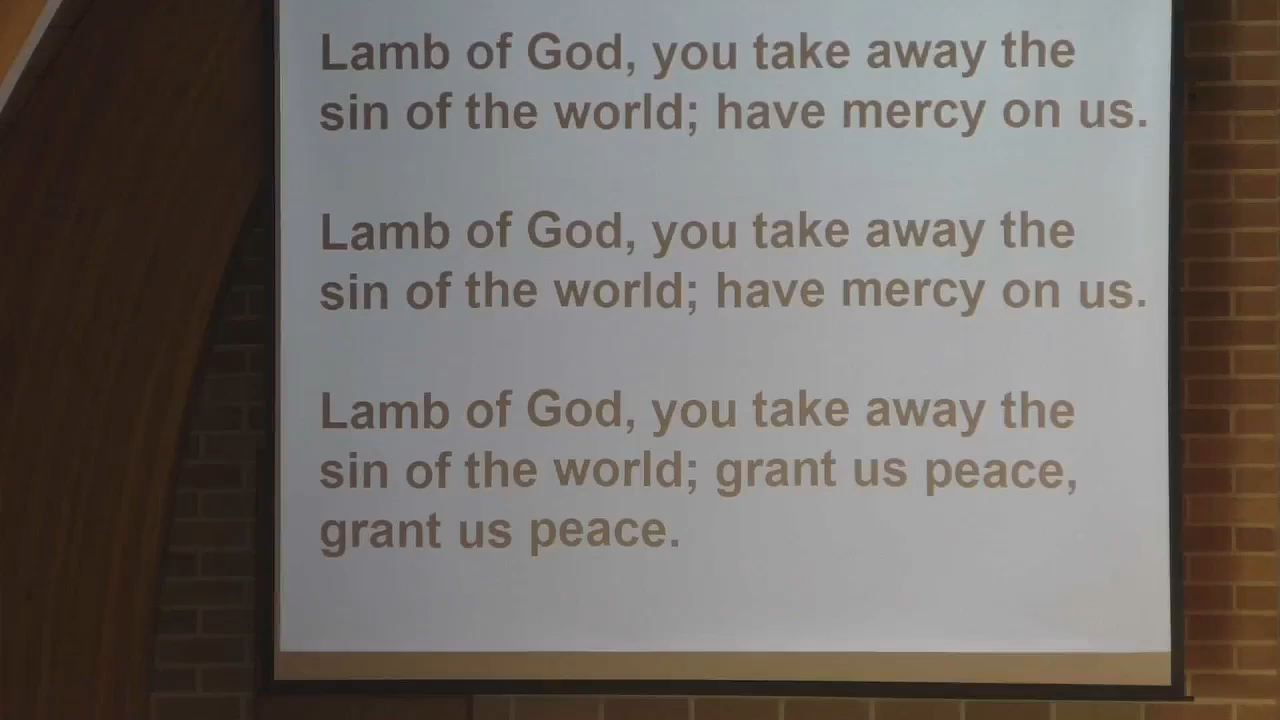 Lamb of God, you take away the
sin of the world; have mercy on us.
Lamb of God, you take away the
sin of the world; have mercy on us.
Lamb of God, you take away the
sin of the world; grant us peace,
grant us peace.